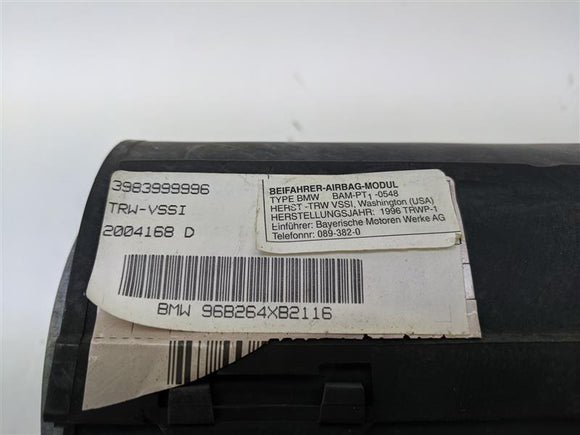 3983999996
TRW-VSSI
2004168 D
BEIFAHRER-AIRBAG-MODUL
TYPE BMW BAM-PT1 -0548
HERST -TRW VSSI, Washington (USA)
HERSTELLUNGSJAHR: 1996 TRWP-1
Einführer: Bayerische Motoren Werke AG
Telefonnr: 089-382-0
BMW 96B264XB2116